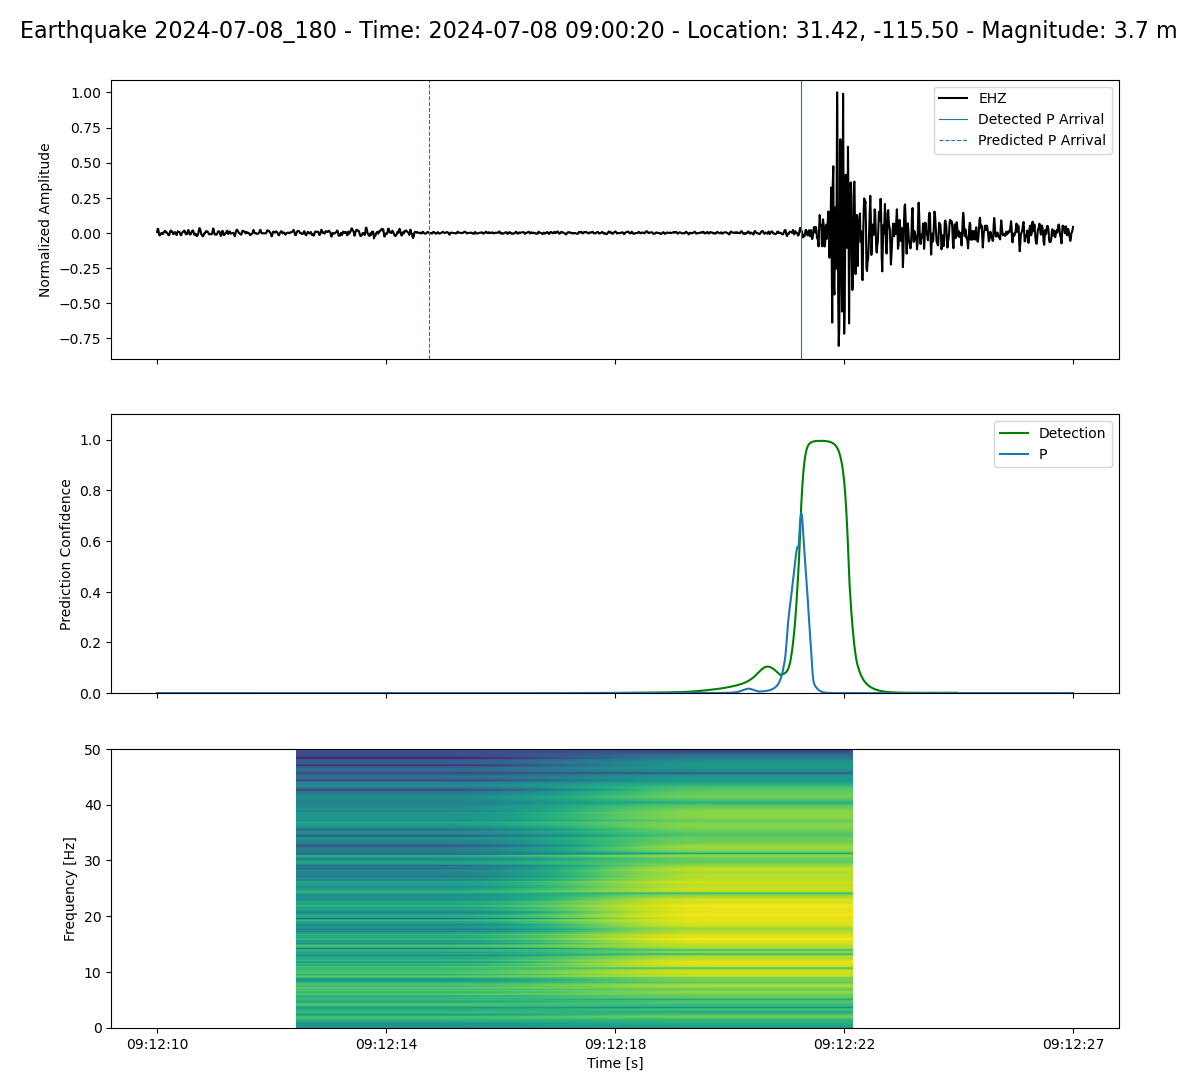 Earthquake 2024-07-08_180 - Time: 2024-07-08 09:00:20 - Location: 31.42, -115.50 - Magnitude: 3.7 m
Normalized Amplitude
1.00
0.75
0.50
0.25
0.00
−0.25
−0.50
−0.75
EHZ
Detected P Arrival
Predicted P Arrival
Prediction Confidence
1.0
0.8
0.6
0.4
0.2
0.0
Detection
P
Frequency [Hz]
50
40
30
20
10
0
09:12:10
09:12:14
09:12:18
09:12:22
09:12:27
Time [s]